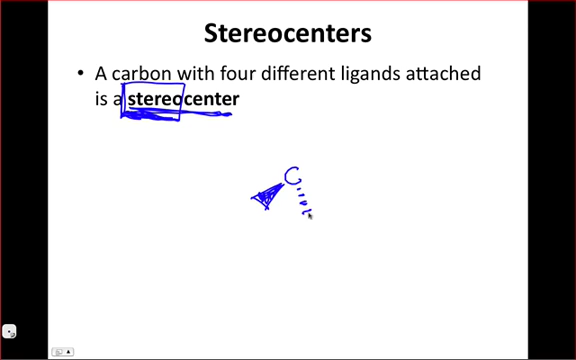 Stereocenters
• A carbon with four different ligands attached
is a stereocenter
C